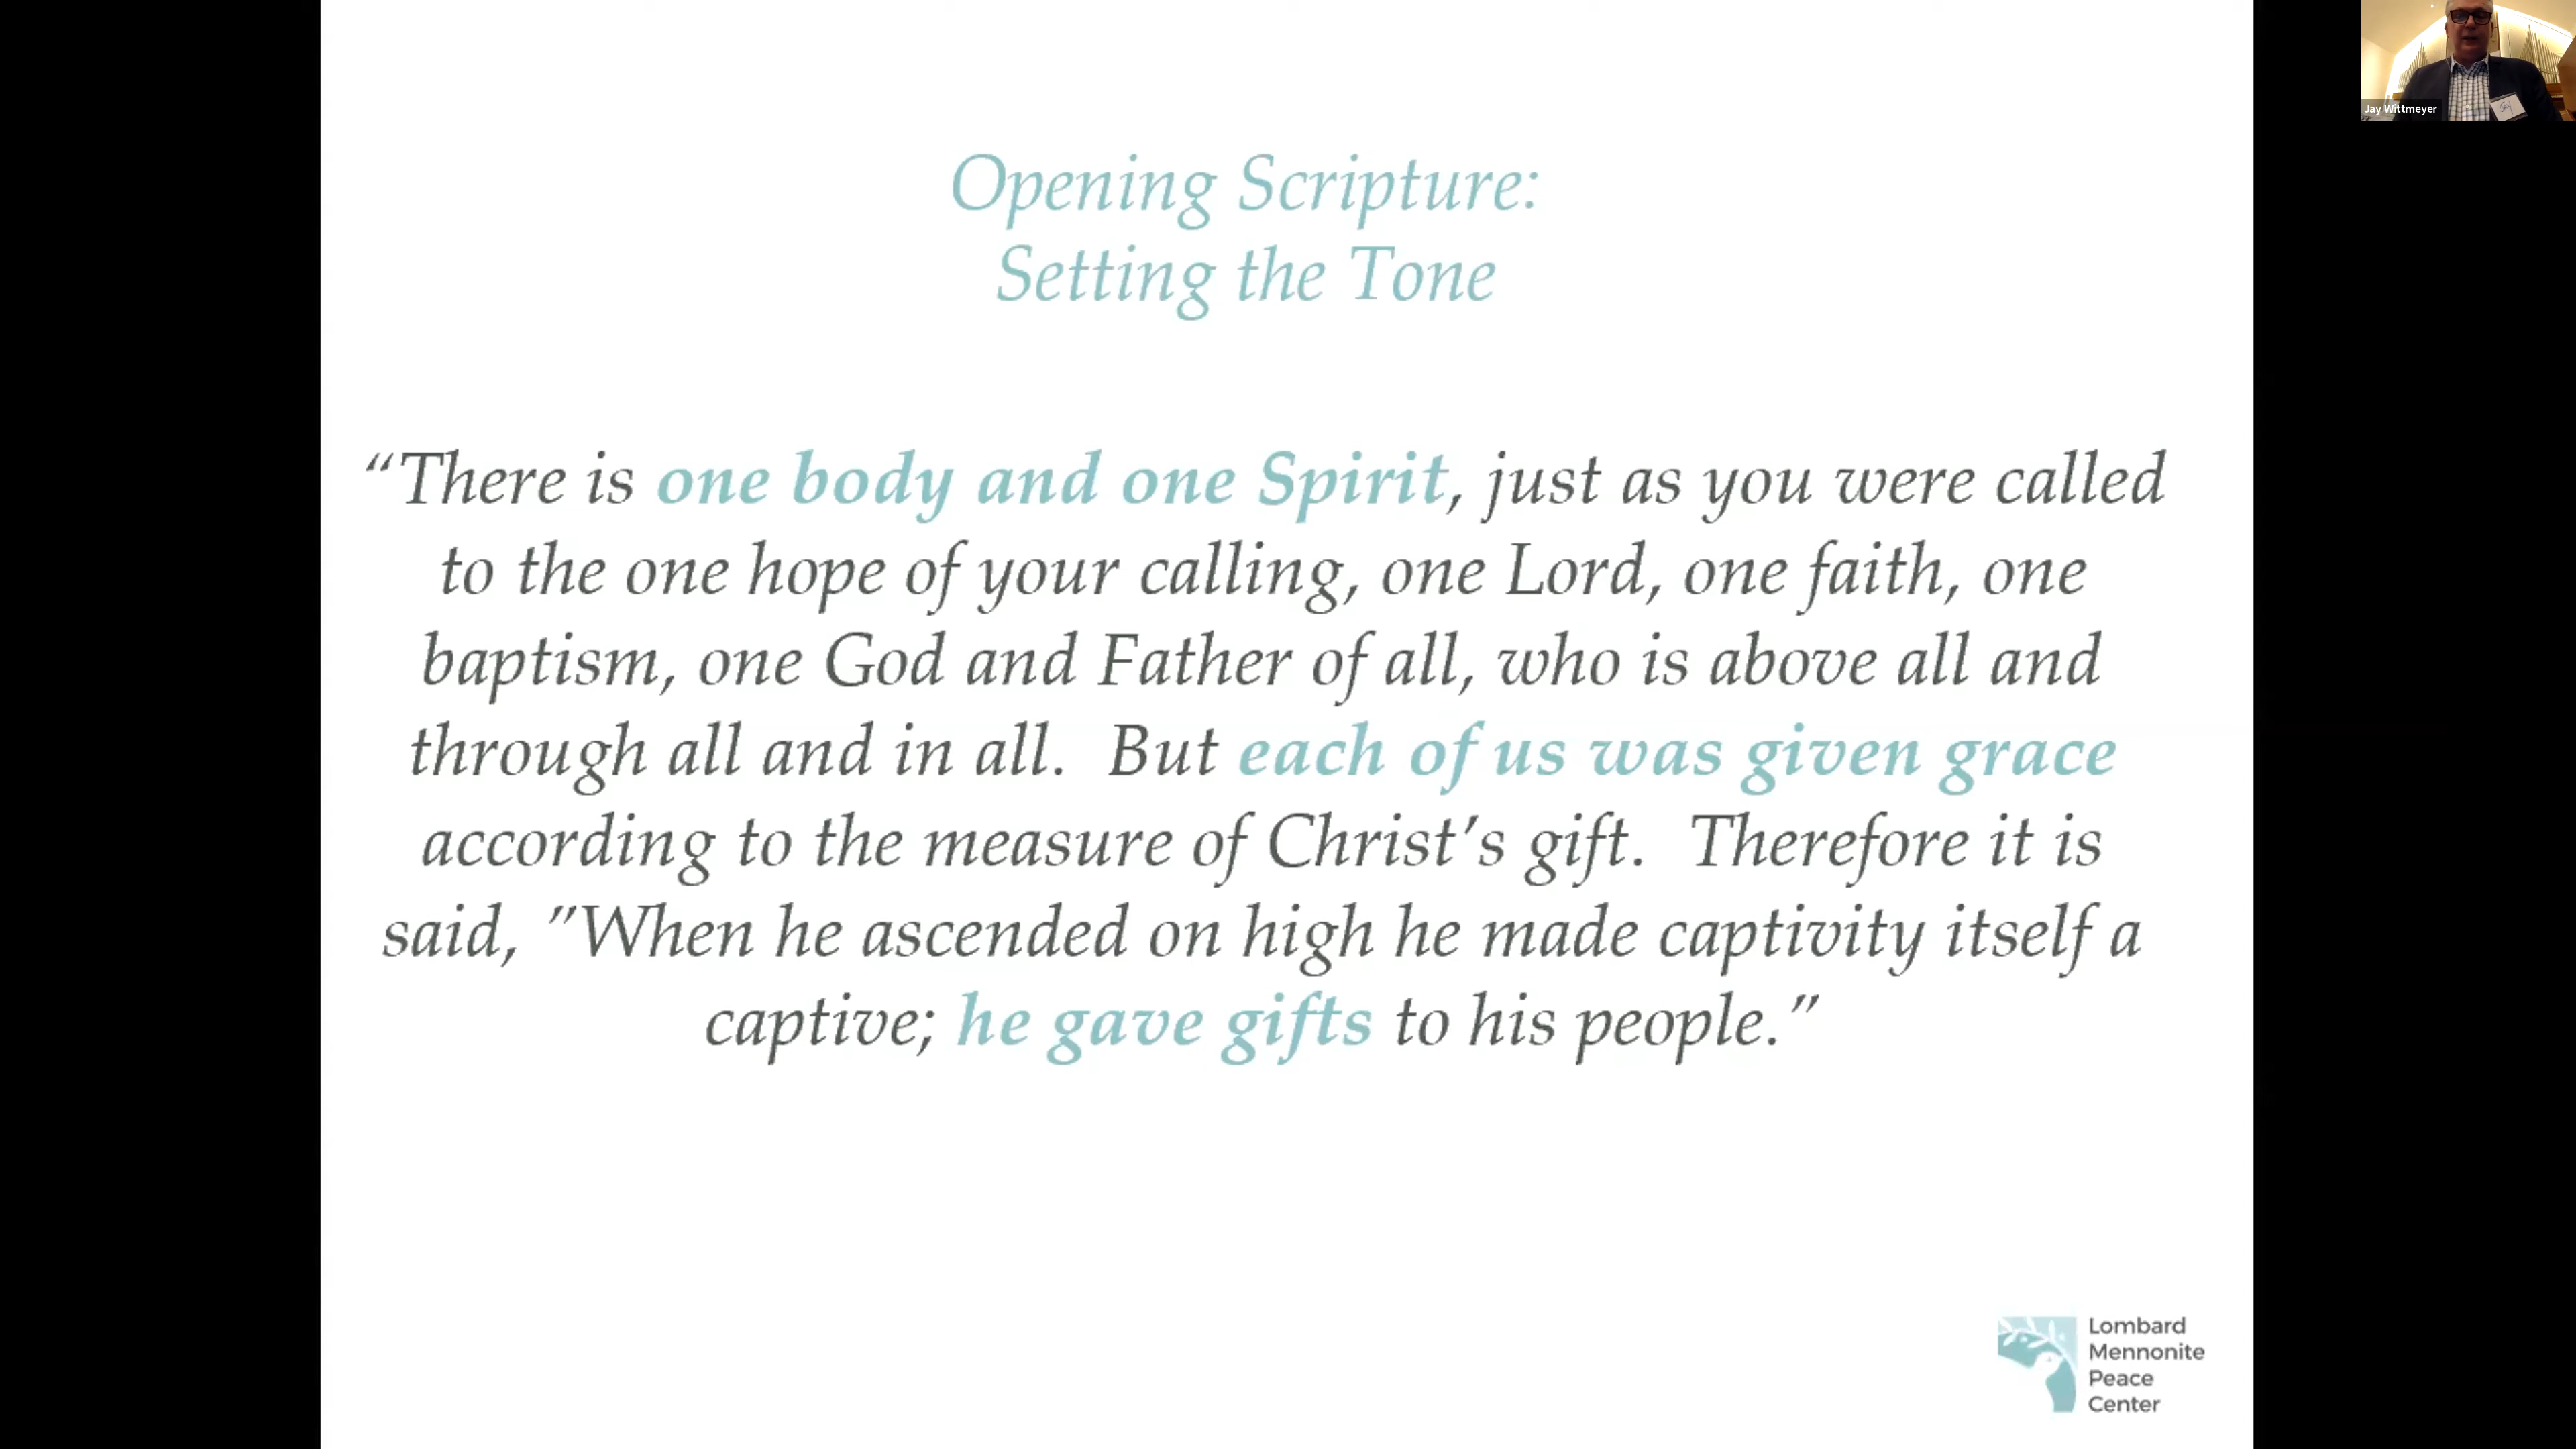 Opening Scripture:
Setting the Tone
“There is one body and one Spirit, just as you were called
to the one hope of your calling, one Lord, one faith, one
baptism, one God and Father of all, who is above all and
through all and in all.  But each of us was given grace
according to the measure of Christ’s gift.  Therefore it is
said, ”When he ascended on high he made captivity itself a
captive; he gave gifts to his people.”
Lombard
Mennonite
Peace
Center
Jay Wittmeyer
Jay